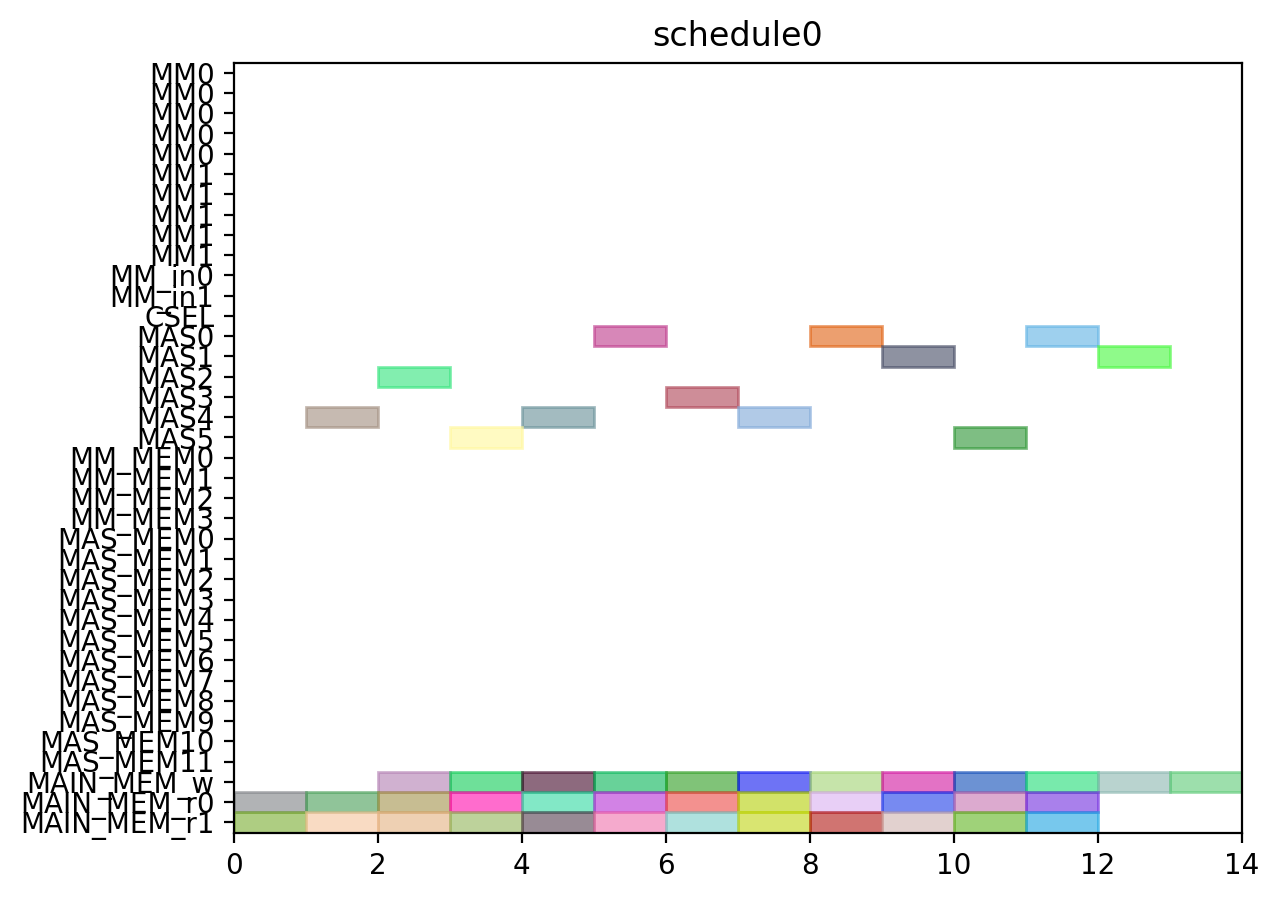 schedule0
MM0
MM0
MM0
MM0
MM0
MM1
MM1
MM1
MM1
MM1
MM_in0
MM_in1
CSEL
MAS0
MAS1
MAS2
MAS3
MAS4
MAS5
MM_MEM0
MM_MEM1
MM_MEM2
MM_MEM3
MAS_MEM0
MAS_MEM1
MAS_MEM2
MAS_MEM3
MAS_MEM4
MAS_MEM5
MAS_MEM6
MAS_MEM7
MAS_MEM8
MAS_MEM9
MAS_MEM10
MAS_MEM11
MAIN_MEM_w
MAIN_MEM_r0
MAIN_MEM_r1
0 2 4 6 8 10 12 14